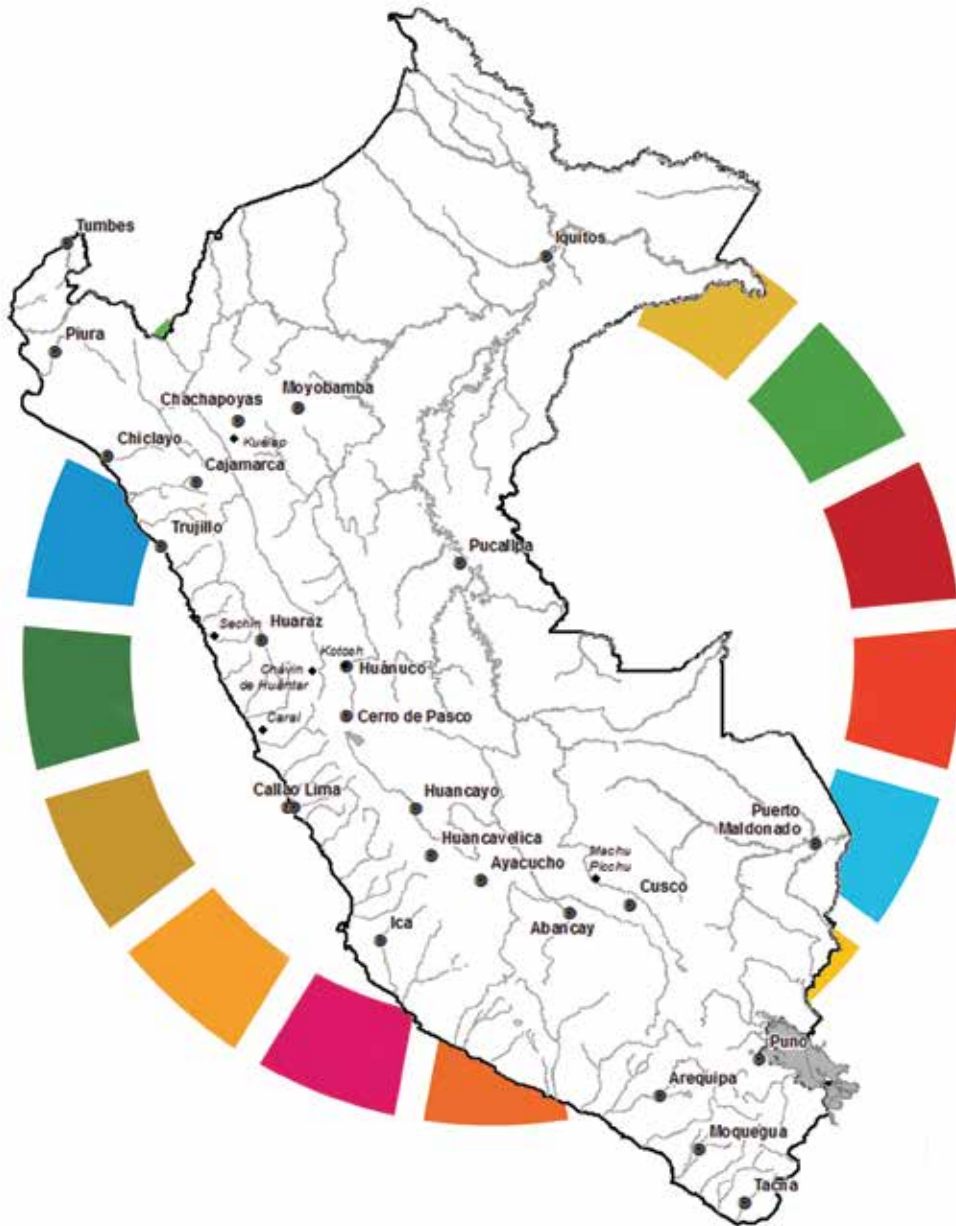 Tumbes
Iquitos
Piura
Moyobamba
Chachapoyas
Kuelap
Chiclayo
Cajamarca
Trujillo
Pucallpa
Sechín
Huaraz
Kotosh
Chavín
de Huántar
Huánuco
Caral
Cerro de Pasco
Callao Lima
Huancayo
Puerto
Maldonado
Huancavelica
Machu
Picchu
Ayacucho
Cusco
Abancay
Ica
Puno
Arequipa
Moquegua
Tacna